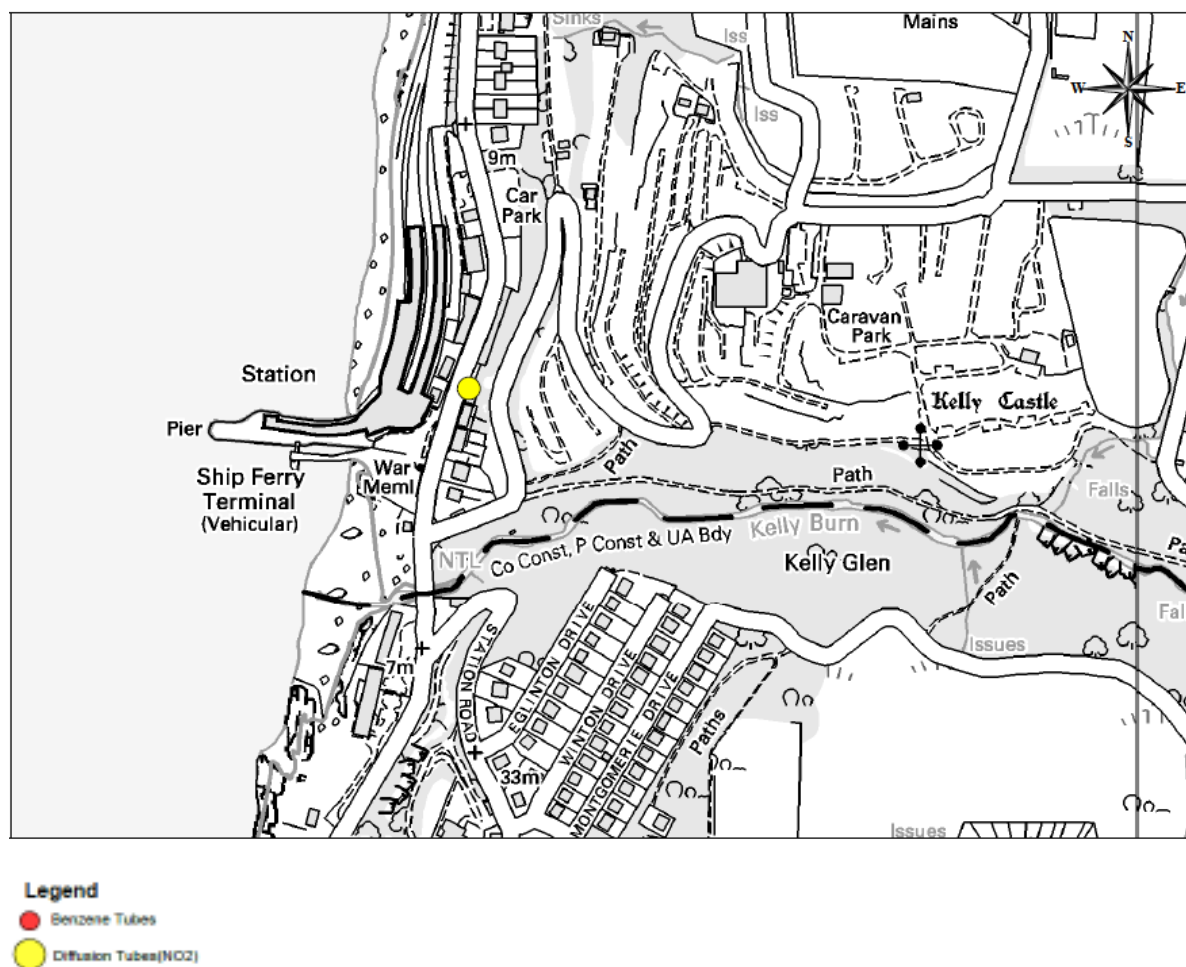 Sinks
Iss
Mains
N
W
E
S
Iss
9m
Car
Park
Caravan
Park
Station
Kelly Castle
Pier
War
Meml
Path
Path
Ship Ferry
Terminal
(Vehicular)
Falls
Kelly Burn
NTL
Co Const, P Const & UA Bdy
Kelly Glen
Path
Issues
7m
STATION ROAD
EGLINTON DRIVE
WINTON DRIVE
MONTGOMERIE DRIVE
Paths
33m
Issues
Legend
Benzene Tubes
Diffusion Tubes(NO2)